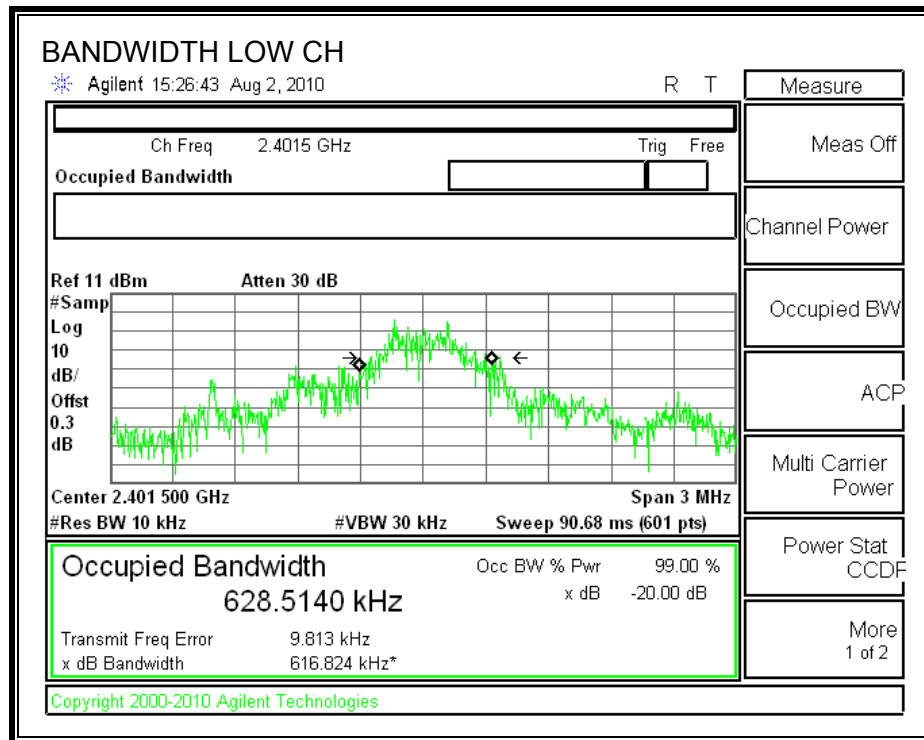 BANDWIDTH LOW CH
Agilent 15:26:43 Aug 2, 2010 R T
Measure
Ch Freq 2.4015 GHz Trig Free
Meas Off
Occupied Bandwidth
Channel Power
Ref 11 dBm Atten 30 dB
#Samp
Log
10
dB/
Offst
0.3
dB
Occupied BW
ACP
Multi Carrier
Power
Center 2.401 500 GHz Span 3 MHz
#Res BW 10 kHz #VBW 30 kHz Sweep 90.68 ms (601 pts)
Occupied Bandwidth Occ BW % Pwr 99.00 %
628.5140 kHz x dB -20.00 dB
Transmit Freq Error 9.813 kHz
x dB Bandwidth 616.824 kHz*
Power Stat
CCDF
More
1 of 2
Copyright 2000-2010 Agilent Technologies